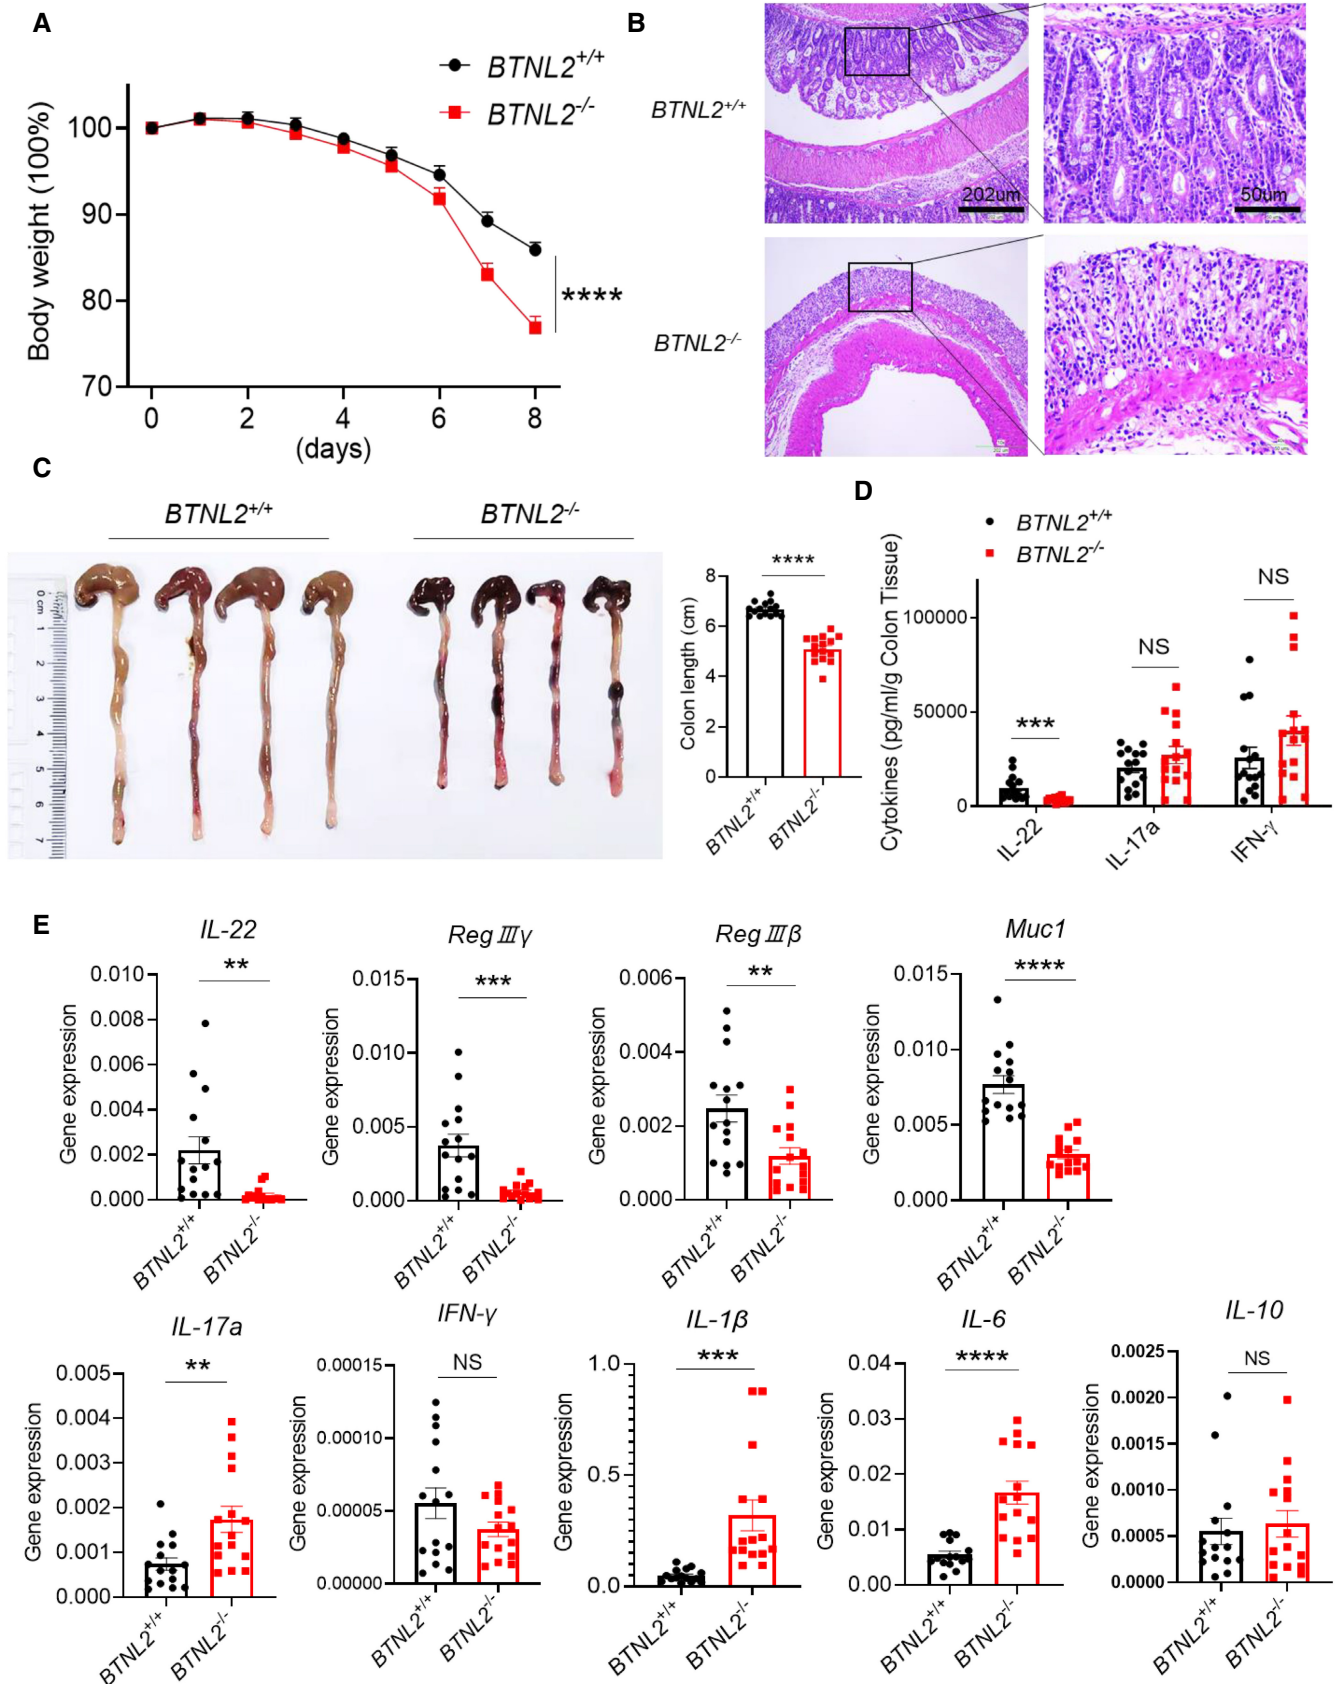 A
BTNL2+/+
BTNL2-/-
Body weight (100%)
100
90
80
70
0
2
4
6
8
(days)
****
B
BTNL2+/+
202um
50um
BTNL2-/-
C
BTNL2+/+
BTNL2-/-
0 cm
1
2
3
4
5
6
7
Colon length (cm)
8
6
4
2
0
****
BTNL2+/+
BTNL2-/-
D
BTNL2+/+
BTNL2-/-
Cytokines (pg/ml/g Colon Tissue)
100000
50000
0
***
NS
NS
IL-22
IL-17a
IFN-γ
E
IL-22
**
Gene expression
0.010
0.008
0.006
0.004
0.002
0.000
BTNL2+/+
BTNL2-/-
Reg Ⅲγ
***
Gene expression
0.015
0.010
0.005
0.000
BTNL2+/+
BTNL2-/-
Reg Ⅲβ
**
Gene expression
0.006
0.004
0.002
0.000
BTNL2+/+
BTNL2-/-
Muc1
****
Gene expression
0.015
0.010
0.005
0.000
BTNL2+/+
BTNL2-/-
IL-17a
**
Gene expression
0.005
0.004
0.003
0.002
0.001
0.000
BTNL2+/+
BTNL2-/-
IFN-γ
NS
Gene expression
0.00015
0.00010
0.00005
0.00000
BTNL2+/+
BTNL2-/-
IL-1β
***
Gene expression
1.0
0.5
0.0
BTNL2+/+
BTNL2-/-
IL-6
****
Gene expression
0.04
0.03
0.02
0.01
0.00
BTNL2+/+
BTNL2-/-
IL-10
NS
Gene expression
0.0025
0.0020
0.0015
0.0010
0.0005
0.0000
BTNL2+/+
BTNL2-/-